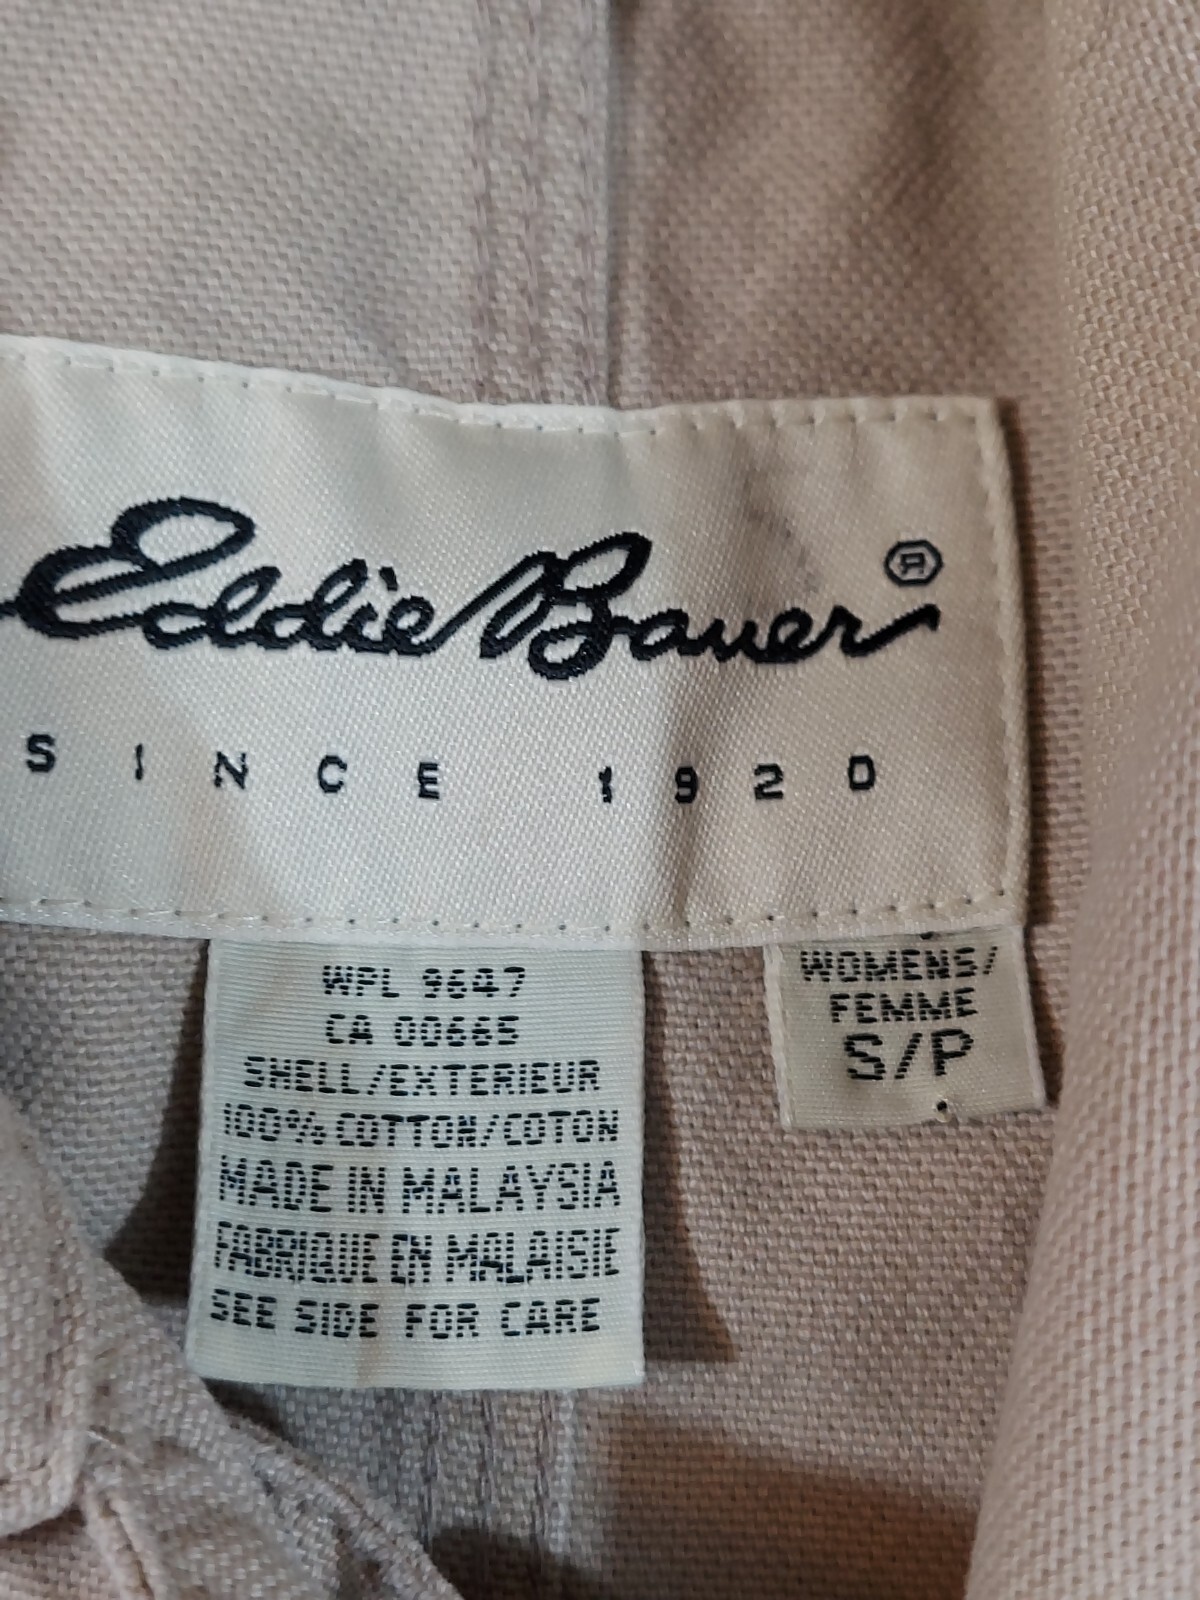 Eddie Bauer®
SINCE 1920
WPL 9647
CA 00665
SHELL/EXTERIEUR
100% COTTON/COTON
MADE IN MALAYSIA
FABRIQUE EN MALAISIE
SEE SIDE FOR CARE
WOMENS/
FEMME
S/P